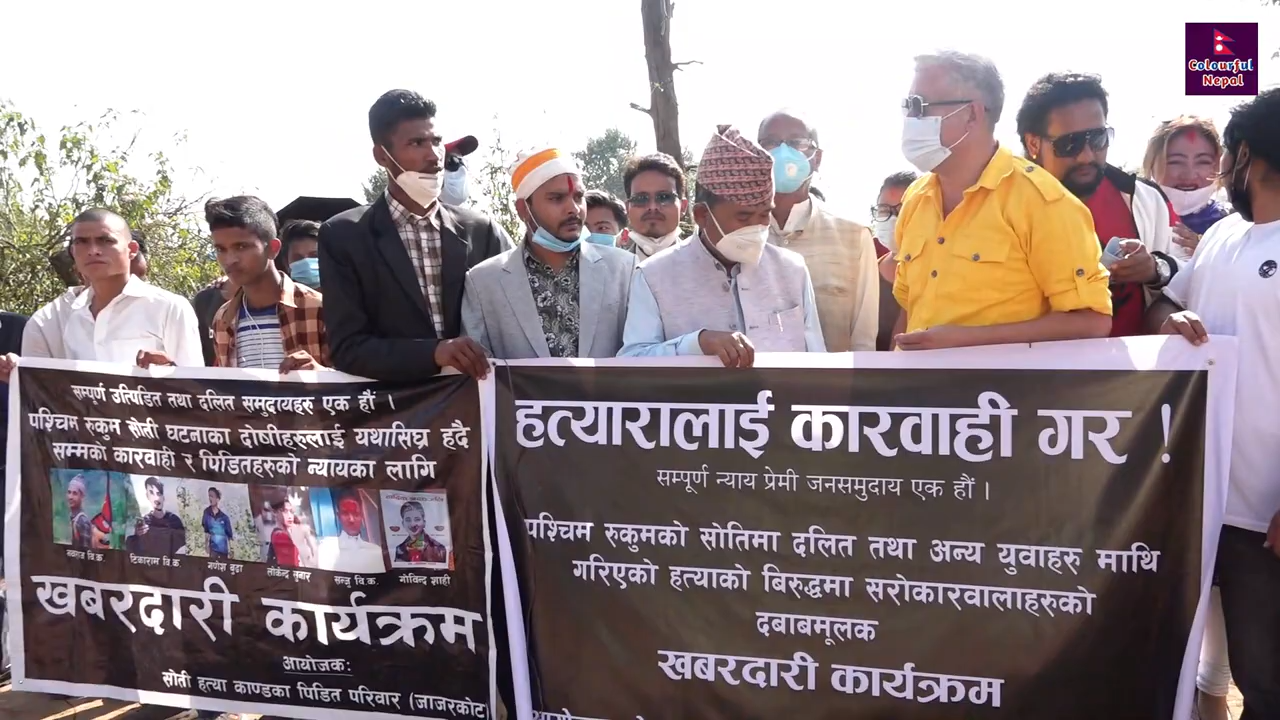 Colourful
Nepal
सम्पूर्ण उत्पिडित तथा दलित समुदायहरु एक हौं ।
पश्चिम रुकुम सोती घटनाका दोषीहरुलाई यथासिघ्र हदै
सम्मको कारवाही र पिडितहरुको न्यायका लागि
नवराज वि.क. टिकाराम वि.क गणेश बुढा लोकेन्द्र सुनार सन्जु वि.क. गोविन्द्र शाही
खबरदारी कार्यक्रम
आयोजक:
सोती हत्या काण्डका पिडित परिवार (जाजरकोट)
हत्यारालाई कारवाही गर !
सम्पूर्ण न्याय प्रेमी जनसमुदाय एक हौं ।
पश्चिम रुकुमको सोतिमा दलित तथा अन्य युवाहरु माथि
गरिएको हत्याको बिरुद्धमा सरोकारवालाहरुको
दबाबमूलक
खबरदारी कार्यक्रम